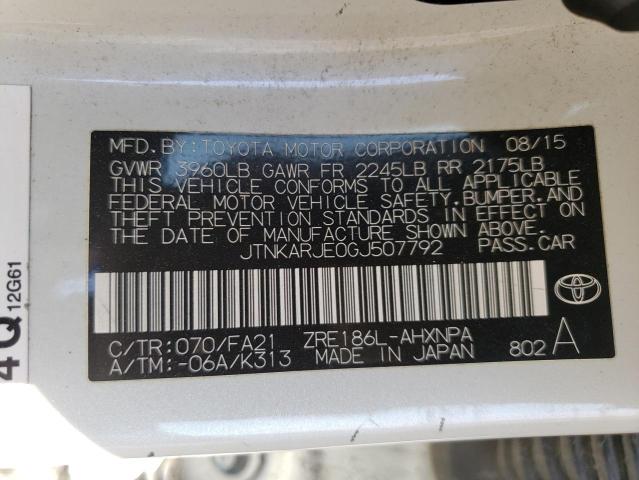 MFD. BY:TOYOTA MOTOR CORPORATION 08/15
GVWR 3960LB GAWR FR 2245LB RR 2175LB
THIS VEHICLE CONFORMS TO ALL APPLICABLE
FEDERAL MOTOR VEHICLE SAFETY,BUMPER,AND
THEFT PREVENTION STANDARDS IN EFFECT ON
THE DATE OF MANUFACTURE SHOWN ABOVE.
JTNKARJE0GJ507792 PASS.CAR
C/TR:070/FA21 ZRE186L-AHXNPA
A/TM:-06A/K313 MADE IN JAPAN 802 A
4Q 12G61